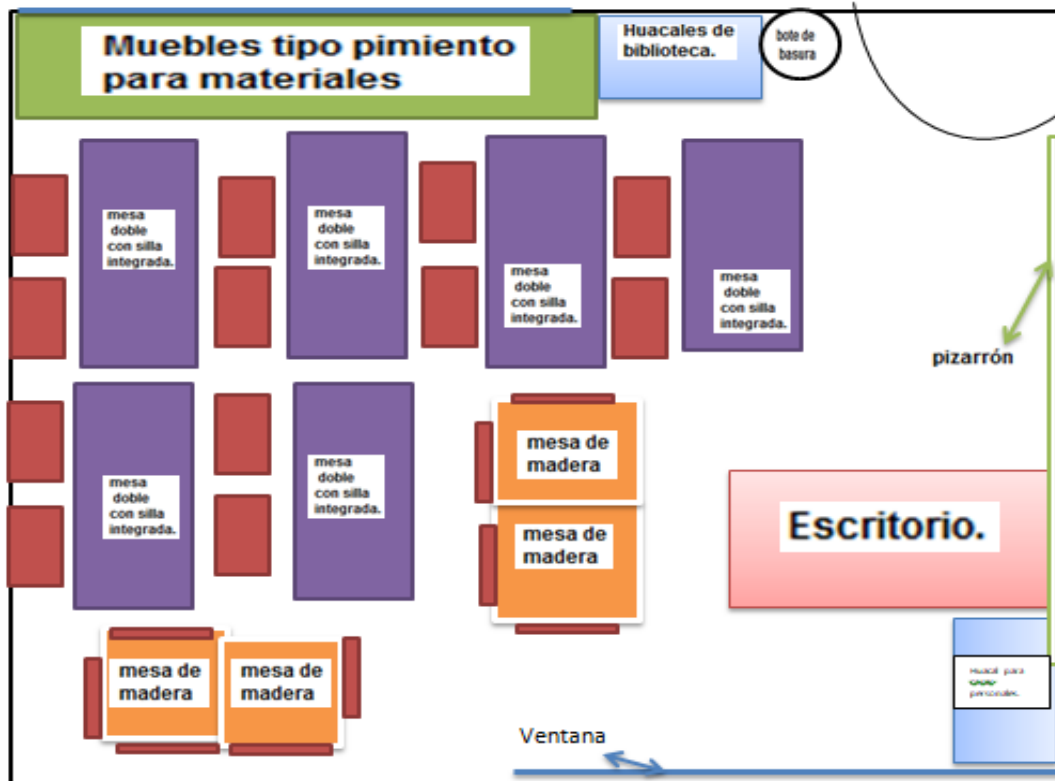 Muebles tipo pimiento
para materiales
Huacales de
biblioteca.
bote de
basura
mesa
doble
con silla
integrada.
mesa
doble
con silla
integrada.
mesa
doble
con silla
integrada.
mesa
doble
con silla
integrada.
pizarrón
mesa
doble
con silla
integrada.
mesa
doble
con silla
integrada.
mesa de
madera
mesa de
madera
Escritorio.
mesa de
madera
mesa de
madera
Huacal para
personales.
Ventana